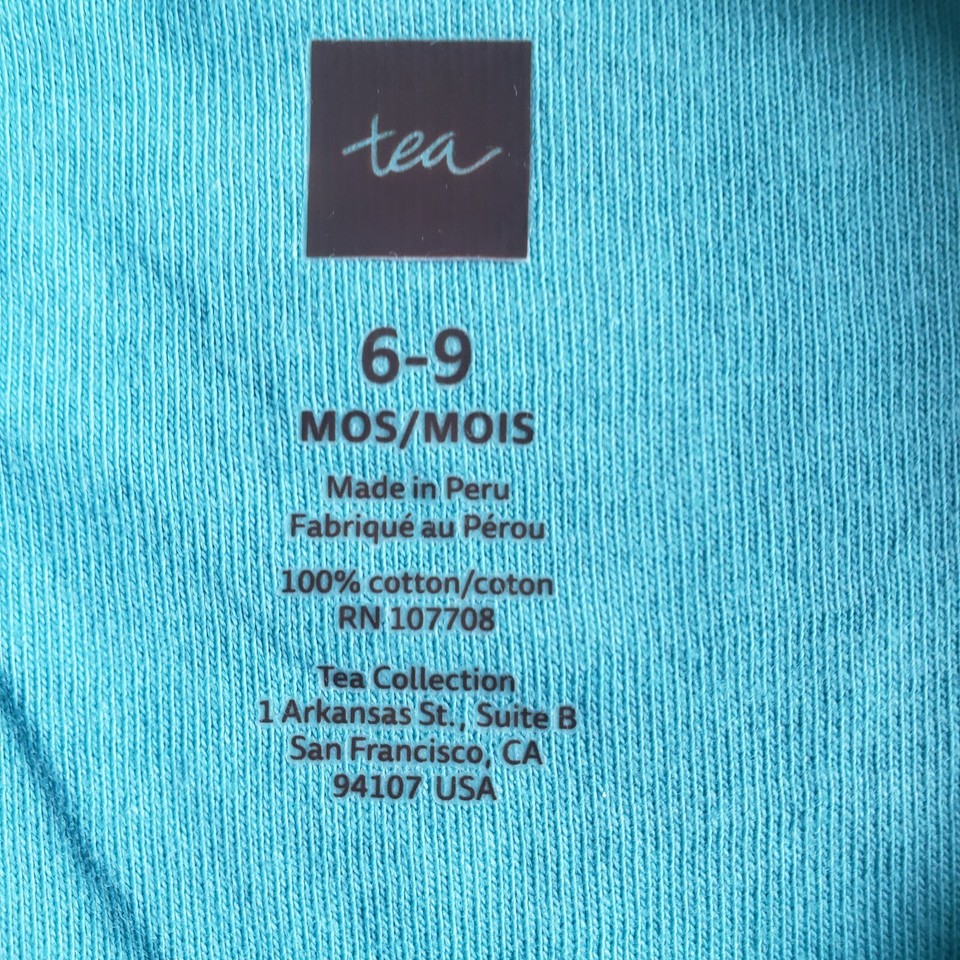 tea
6-9
MOS/MOIS
Made in Peru
Fabriqué au Pérou
100% cotton/coton
RN 107708
Tea Collection
1 Arkansas St., Suite B
San Francisco, CA
94107 USA